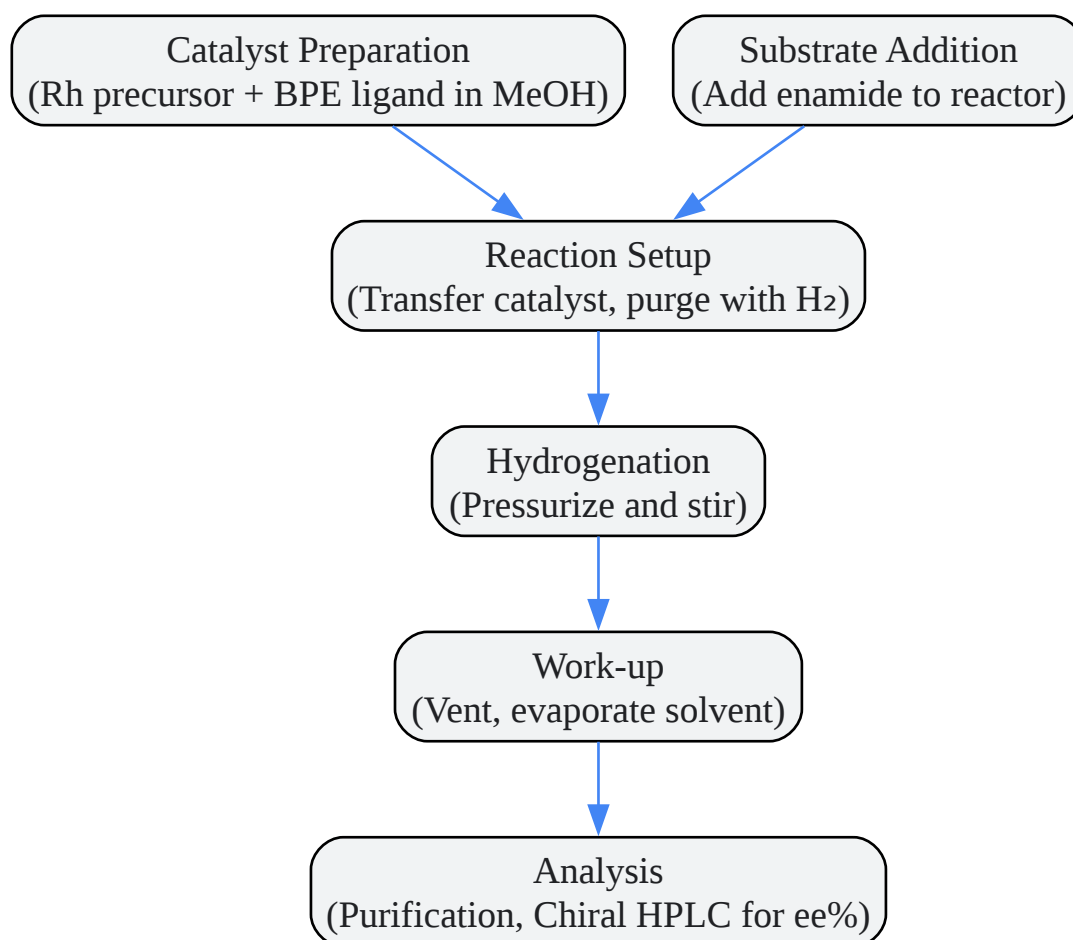 Catalyst Preparation
(Rh precursor + BPE ligand in MeOH)
Substrate Addition
(Add enamide to reactor)
Reaction Setup
(Transfer catalyst, purge with H₂)
Hydrogenation
(Pressurize and stir)
Work-up
(Vent, evaporate solvent)
Analysis
(Purification, Chiral HPLC for ee%)